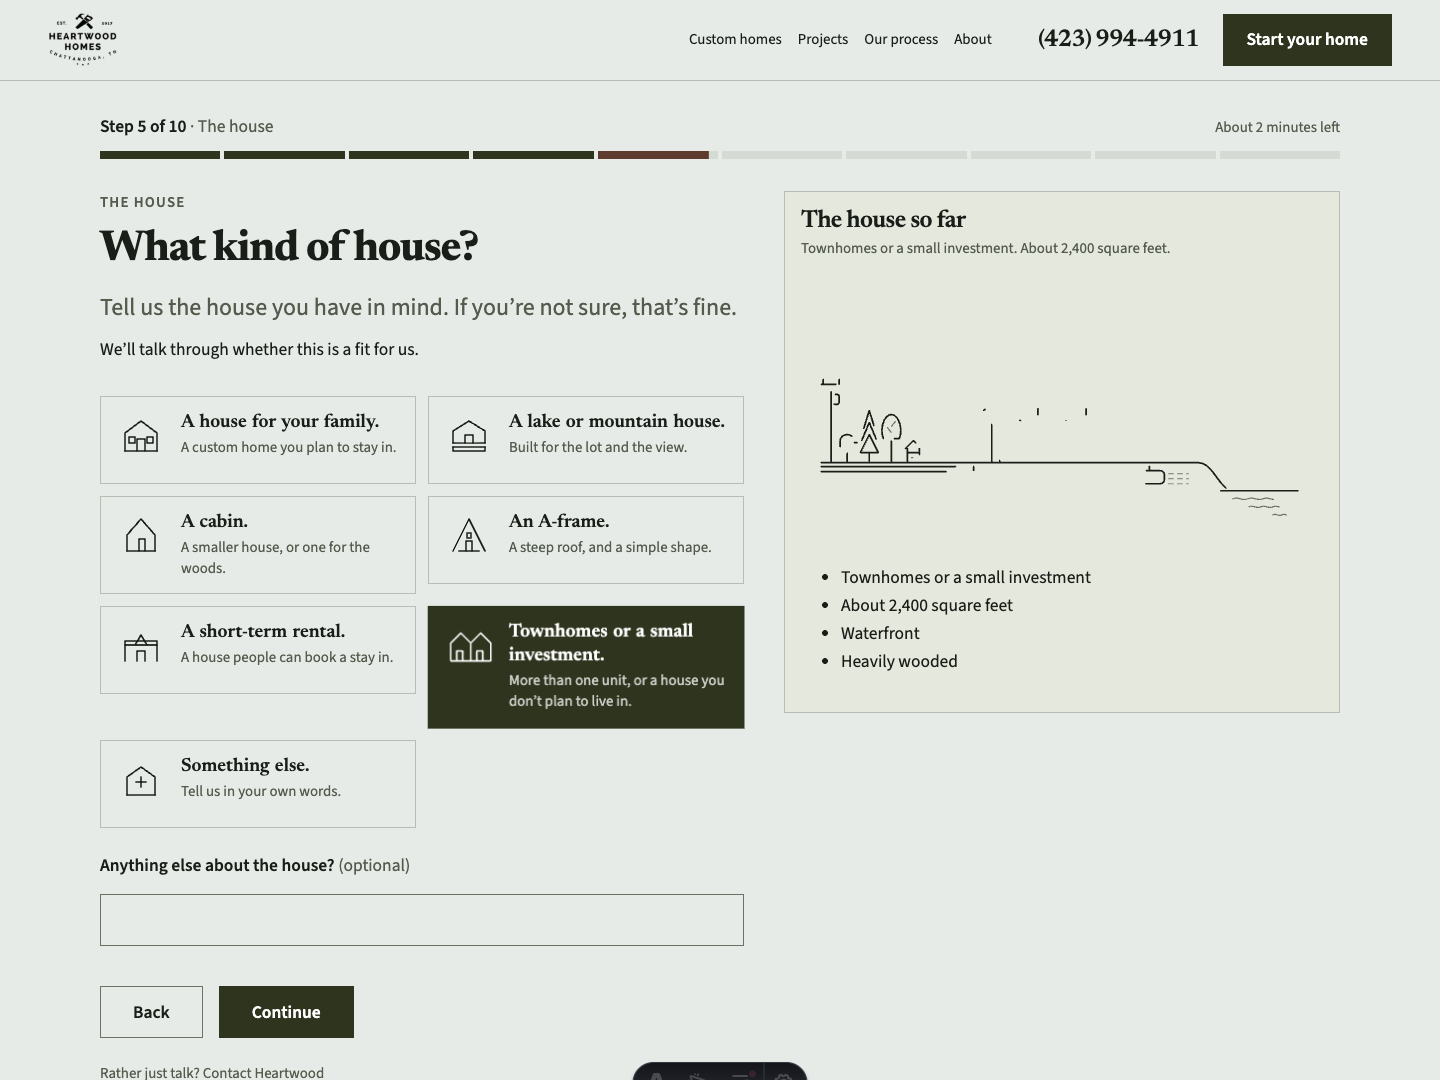 EST. 2017
HEARTWOOD
HOMES
CHATTANOOGA, TN
Custom homes
Projects
Our process
About
(423) 994-4911
Start your home
Step 5 of 10 · The house
About 2 minutes left
THE HOUSE
What kind of house?
Tell us the house you have in mind. If you’re not sure, that’s fine.
We’ll talk through whether this is a fit for us.
A house for your family.
A custom home you plan to stay in.
A lake or mountain house.
Built for the lot and the view.
A cabin.
A smaller house, or one for the
woods.
An A-frame.
A steep roof, and a simple shape.
A short-term rental.
A house people can book a stay in.
Townhomes or a small
investment.
More than one unit, or a house you
don’t plan to live in.
Something else.
Tell us in your own words.
Anything else about the house? (optional)
Back
Continue
Rather just talk? Contact Heartwood
The house so far
Townhomes or a small investment. About 2,400 square feet.
Townhomes or a small investment
About 2,400 square feet
Waterfront
Heavily wooded